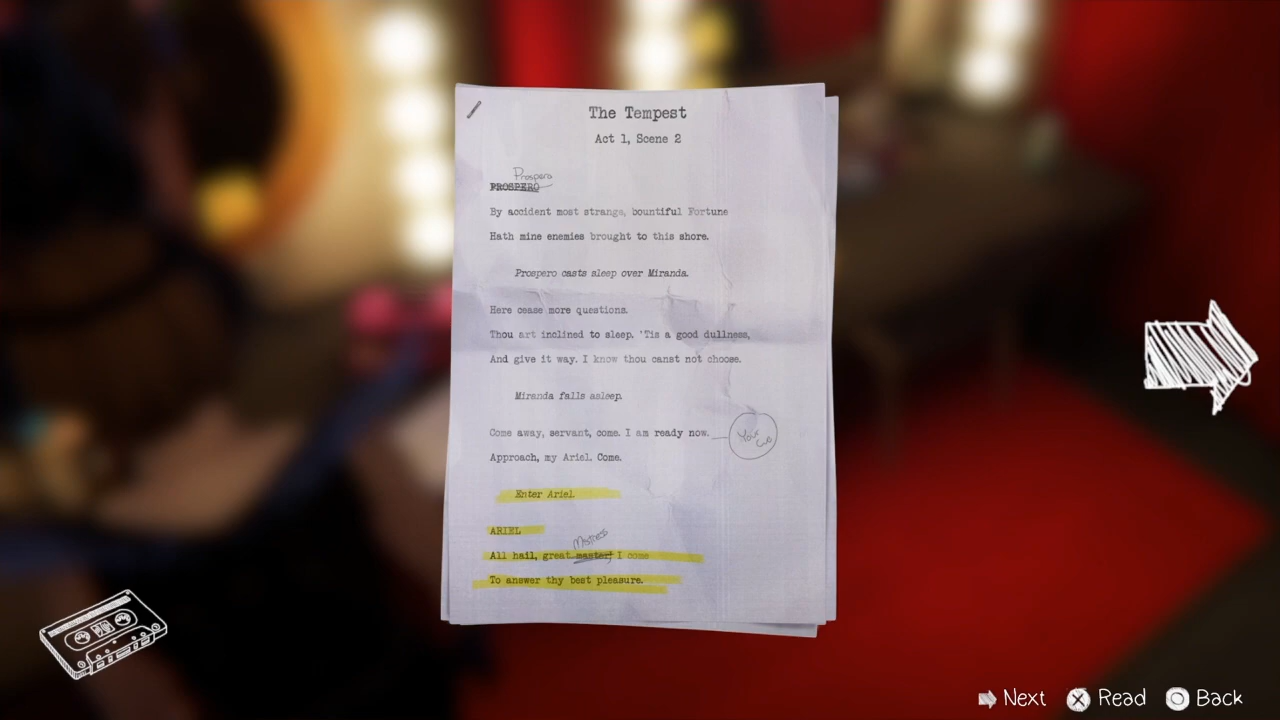 The Tempest
Act 1, Scene 2
Prospero
PROSPERO
By accident most strange, bountiful Fortune
Hath mine enemies brought to this shore.
Prospero casts sleep over Miranda.
Here cease more questions.
Thou art inclined to sleep. 'Tis a good dullness,
And give it way. I know thou canst not choose.
Miranda falls asleep.
Come away, servant, come. I am ready now.
Your cue
Approach, my Ariel. Come.
Enter Ariel.
ARIEL
Mistress
All hail, great master! I come
To answer thy best pleasure.
Next Read Back